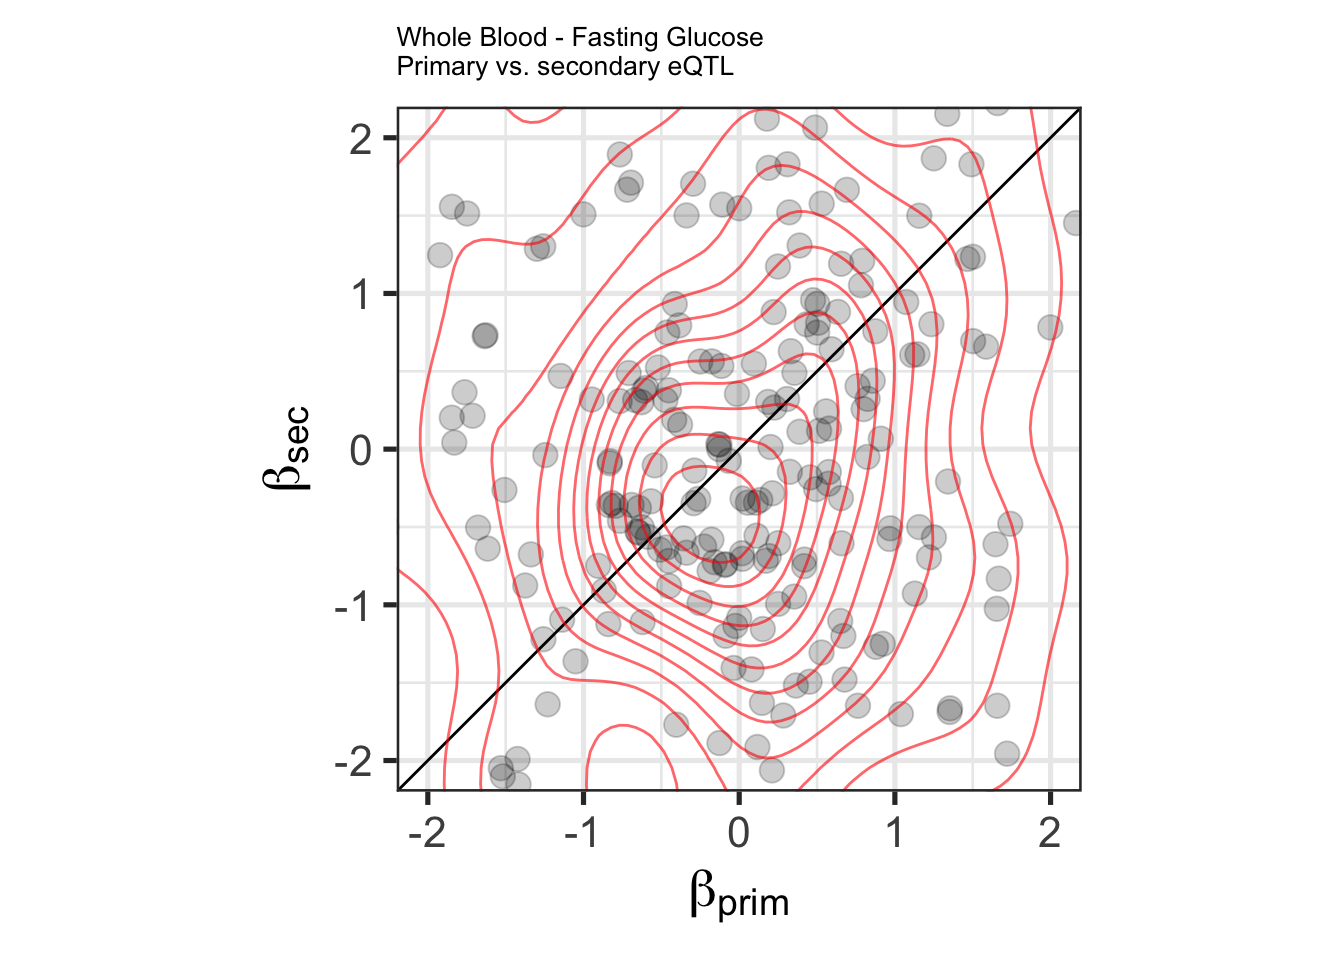 Whole Blood - Fasting Glucose
Primary vs. secondary eQTL
2
1
0
-1
-2
βsec
-2 -1 0 1 2
βprim